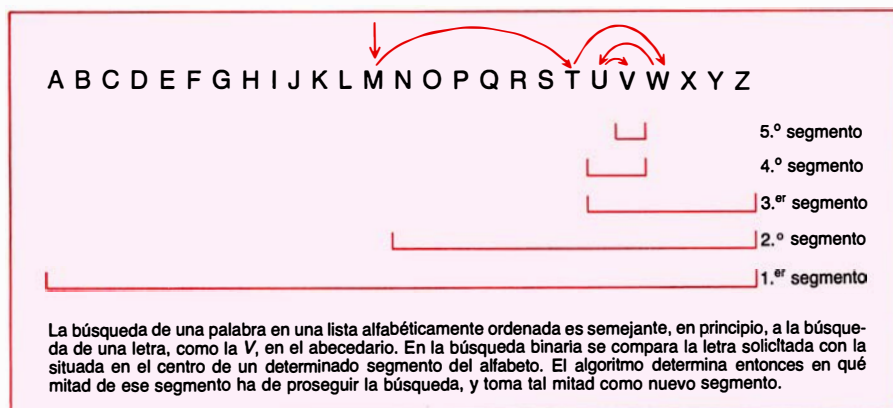 A B C D E F G H I J K L M N O P Q R S T U V W X Y Z
5.º segmento
4.º segmento
3.er segmento
2.º segmento
1.er segmento
La búsqueda de una palabra en una lista alfabéticamente ordenada es semejante, en principio, a la búsque-
da de una letra, como la V, en el abecedario. En la búsqueda binaria se compara la letra solicitada con la
situada en el centro de un determinado segmento del alfabeto. El algoritmo determina entonces en qué
mitad de ese segmento ha de proseguir la búsqueda, y toma tal mitad como nuevo segmento.